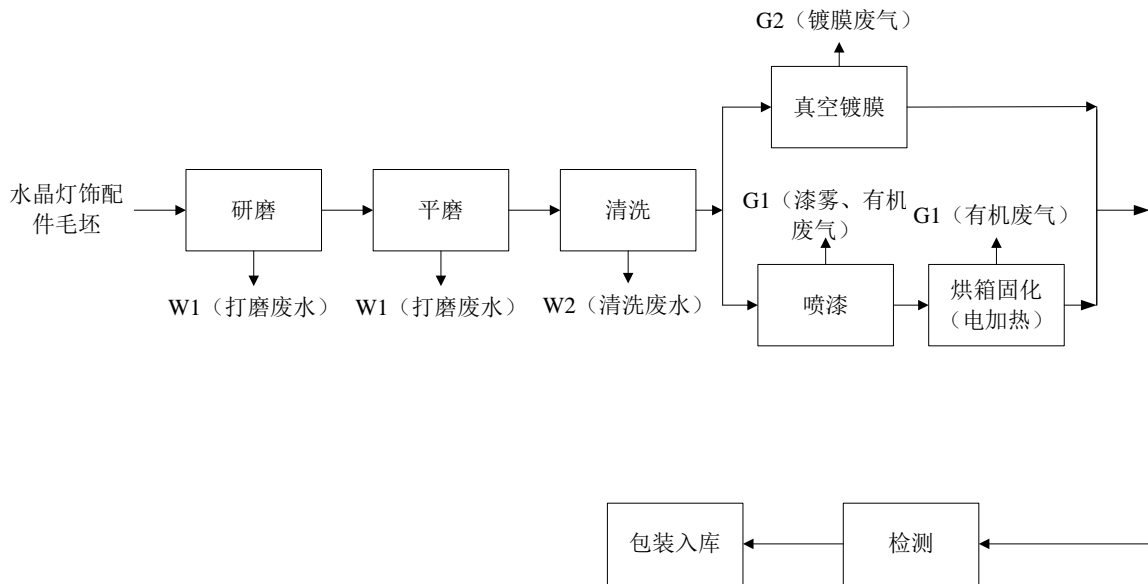 G2（镀膜废气）
真空镀膜
水晶灯饰配
件毛坯
研磨
平磨
清洗
G1（漆雾、有机
废气）
G1（有机废气）
W1（打磨废水）
W1（打磨废水）
W2（清洗废水）
喷漆
烘箱固化
（电加热）
包装入库
检测